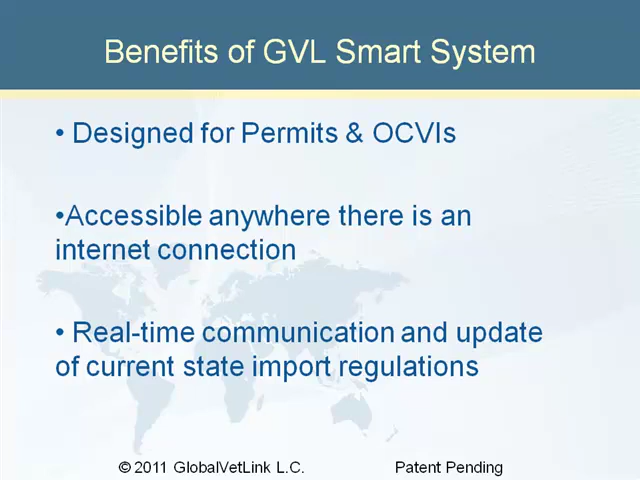 Benefits of GVL Smart System
• Designed for Permits & OCVIs
•Accessible anywhere there is an
internet connection
• Real-time communication and update
of current state import regulations
© 2011 GlobalVetLink L.C. Patent Pending